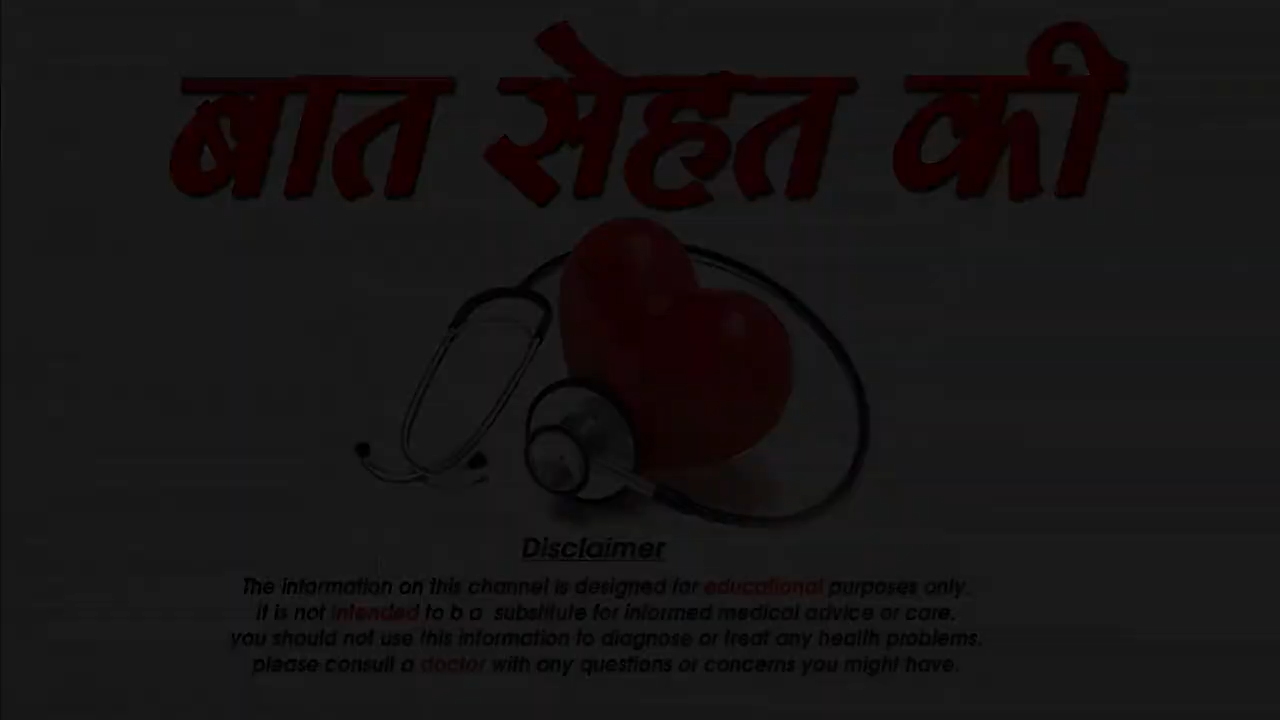 बात सेहत की
Disclaimer
The information on this channel is designed for educational purposes only.
it is not intended to b a substitute for informed medical advice or care.
you should not use this information to diagnose or treat any health problems.
please consult a doctor with any questions or concerns you might have.